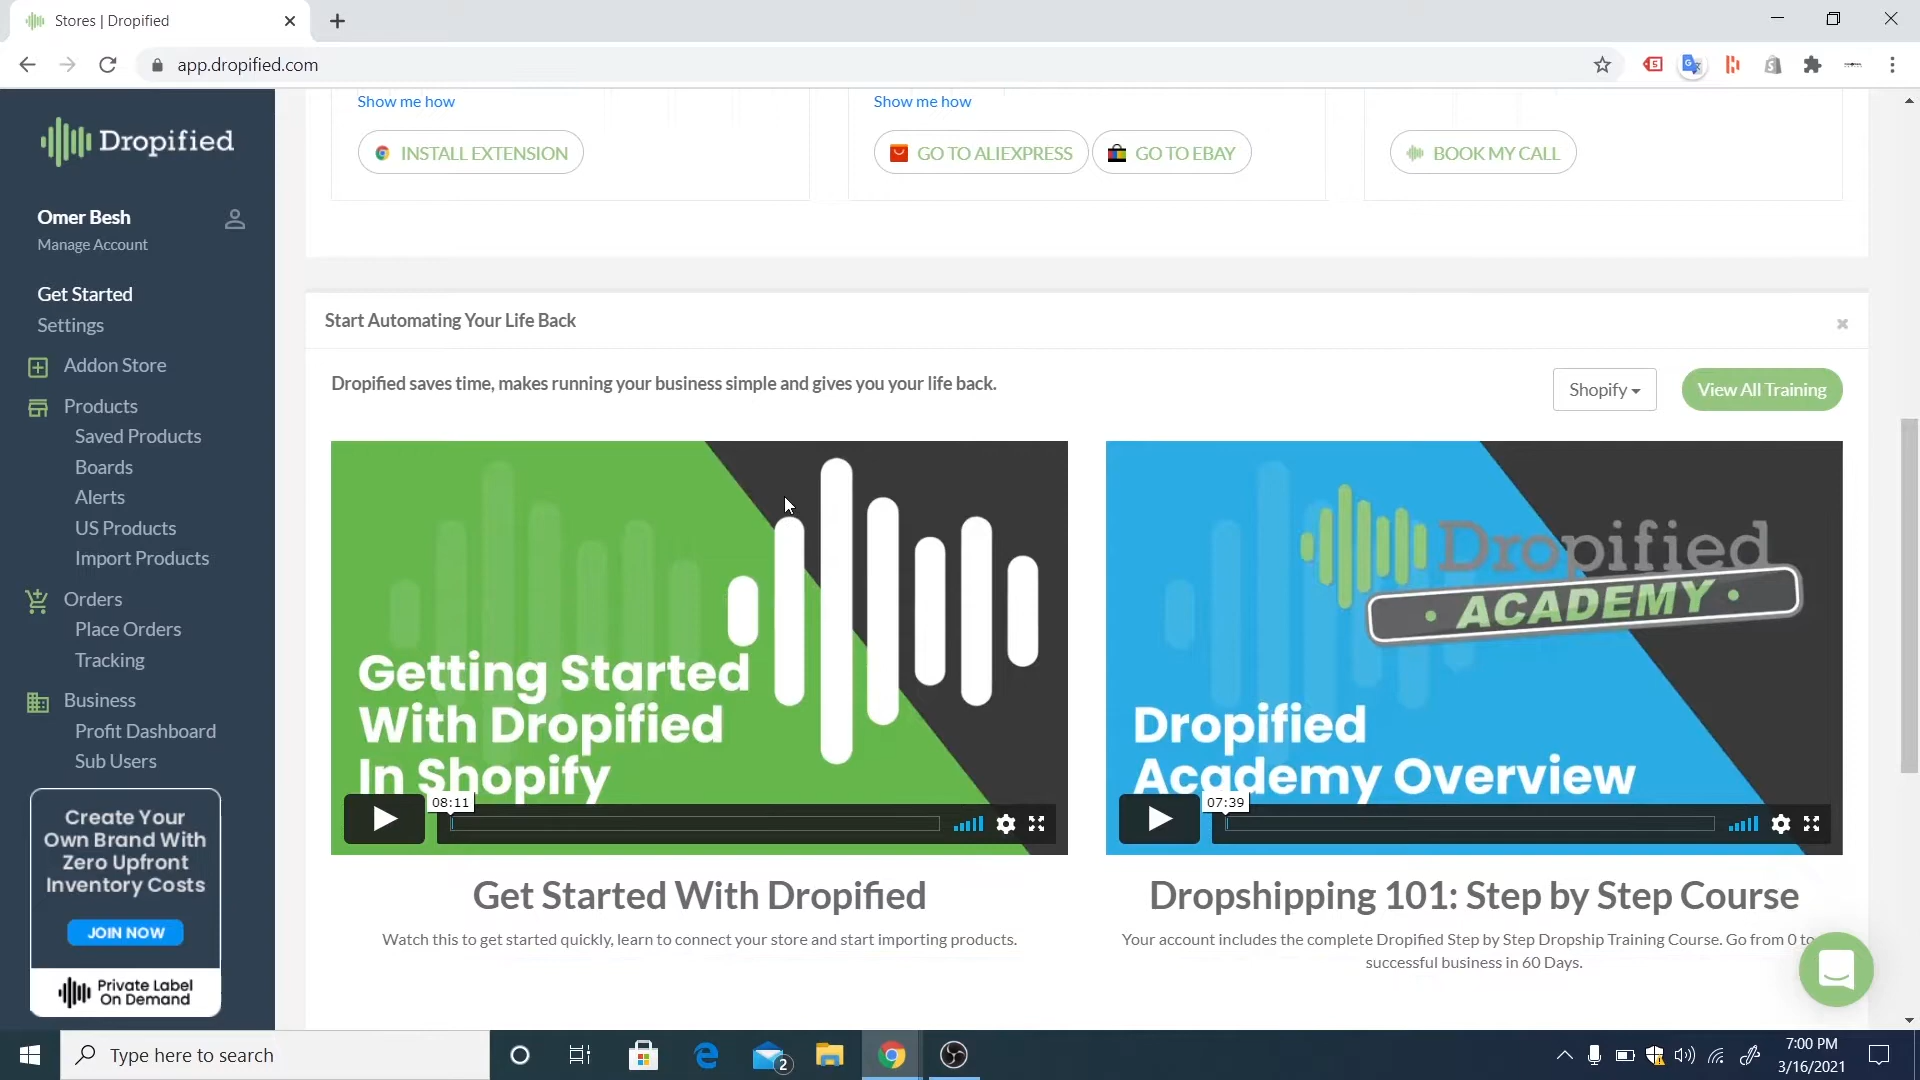 Stores | Dropified
app.dropified.com
Dropified
Omer Besh
Manage Account
Get Started
Settings
Addon Store
Products
Saved Products
Boards
Alerts
US Products
Import Products
Orders
Place Orders
Tracking
Business
Profit Dashboard
Sub Users
Create Your
Own Brand With
Zero Upfront
Inventory Costs
JOIN NOW
Private Label
On Demand
Show me how
INSTALL EXTENSION
Show me how
GO TO ALIEXPRESS
GO TO EBAY
BOOK MY CALL
Start Automating Your Life Back
Dropified saves time, makes running your business simple and gives you your life back.
Shopify
View All Training
Getting Started
With Dropified
In Shopify
08:11
Dropified
ACADEMY
Dropified
Academy Overview
07:39
Get Started With Dropified
Watch this to get started quickly, learn to connect your store and start importing products.
Dropshipping 101: Step by Step Course
Your account includes the complete Dropified Step by Step Dropship Training Course. Go from 0 to
successful business in 60 Days.
Type here to search
2
7:00 PM
3/16/2021